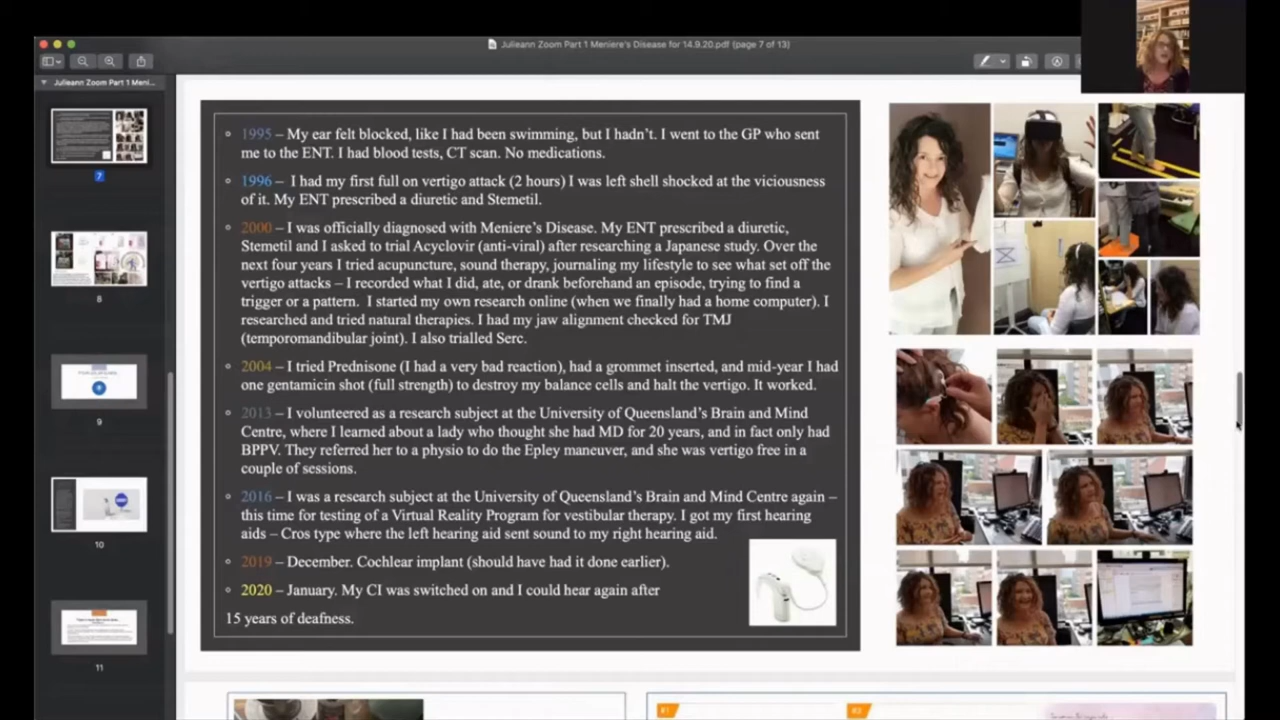 Julieann Zoom Part 1 Meniere's Disease for 14.9.20.pdf (page 7 of 13)
Julieann Zoom Part 1 Meni...
7
8
9
10
11
1995 – My ear felt blocked, like I had been swimming, but I hadn't. I went to the GP who sent
me to the ENT. I had blood tests, CT scan. No medications.
1996 – I had my first full on vertigo attack (2 hours) I was left shell shocked at the viciousness
of it. My ENT prescribed a diuretic and Stemetil.
2000 – I was officially diagnosed with Meniere's Disease. My ENT prescribed a diuretic,
Stemetil and I asked to trial Acyclovir (anti-viral) after researching a Japanese study. Over the
next four years I tried acupuncture, sound therapy, journaling my lifestyle to see what set off the
vertigo attacks – I recorded what I did, ate, or drank beforehand an episode, trying to find a
trigger or a pattern. I started my own research online (when we finally had a home computer). I
researched and tried natural therapies. I had my jaw alignment checked for TMJ
(temporomandibular joint). I also trialled Serc.
2004 – I tried Prednisone (I had a very bad reaction), had a grommet inserted, and mid-year I had
one gentamicin shot (full strength) to destroy my balance cells and halt the vertigo. It worked.
2013 – I volunteered as a research subject at the University of Queensland's Brain and Mind
Centre, where I learned about a lady who thought she had MD for 20 years, and in fact only had
BPPV. They referred her to a physio to do the Epley maneuver, and she was vertigo free in a
couple of sessions.
2016 – I was a research subject at the University of Queensland's Brain and Mind Centre again –
this time for testing of a Virtual Reality Program for vestibular therapy. I got my first hearing
aids – Cros type where the left hearing aid sent sound to my right hearing aid.
2019 – December. Cochlear implant (should have had it done earlier).
2020 – January. My CI was switched on and I could hear again after
15 years of deafness.
#1
#2